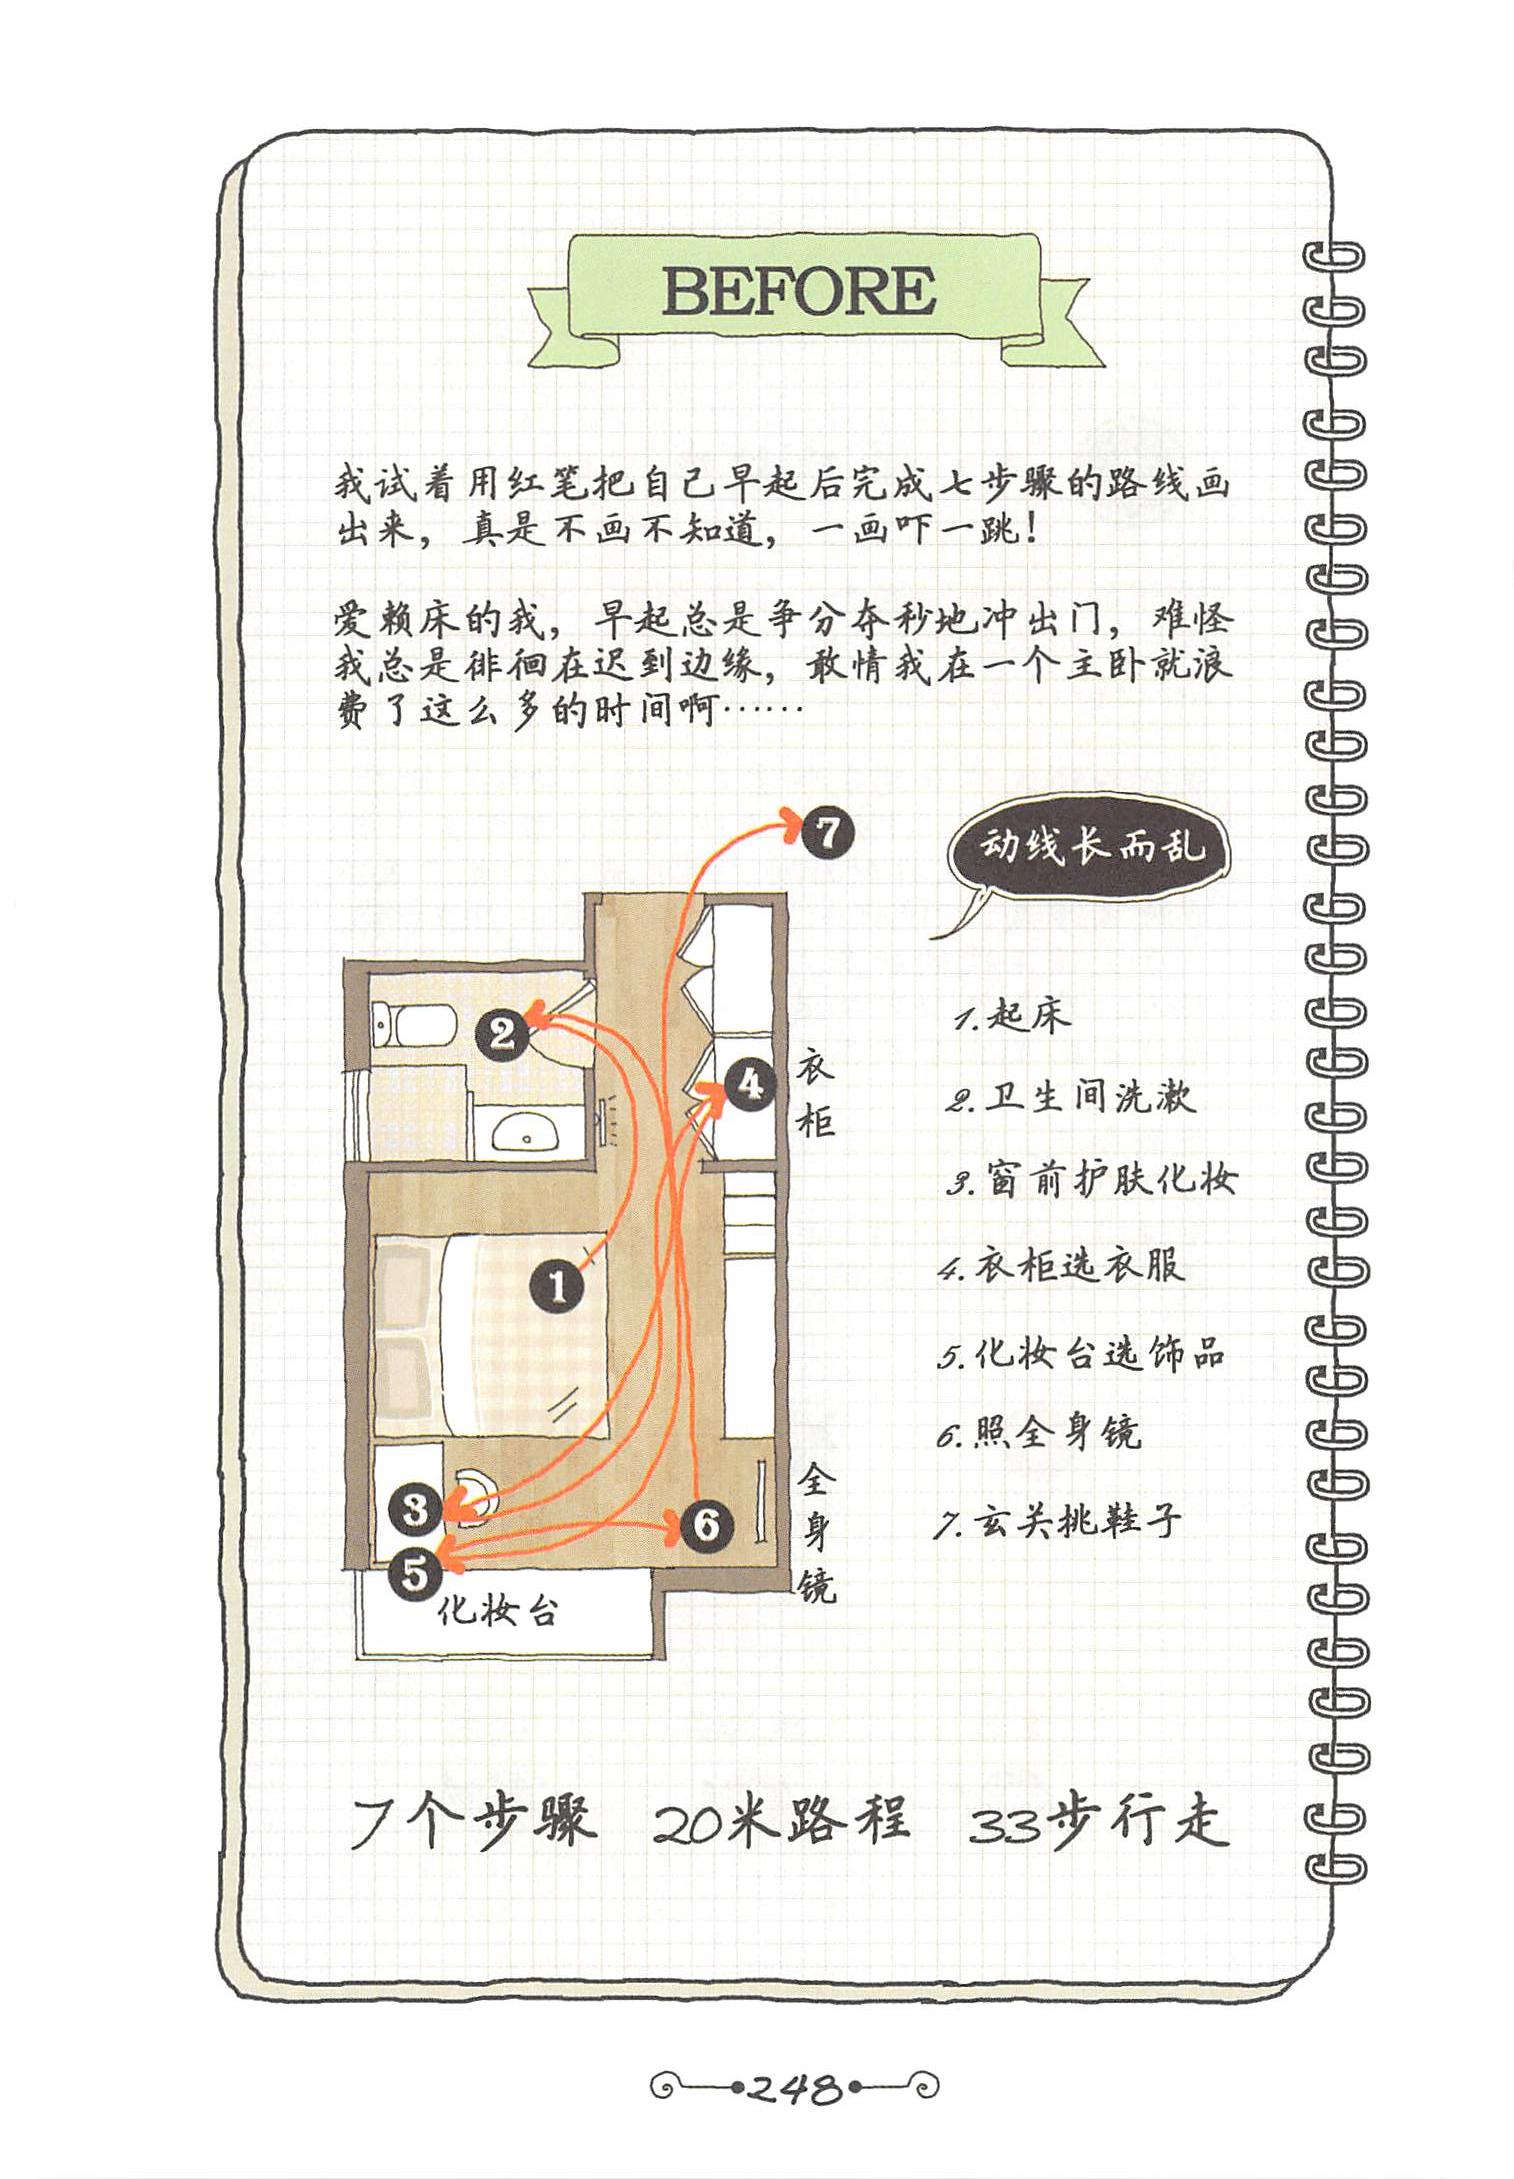 BEFORE
我试着用红笔把自己早起后完成七步骤的路线画
出来，真是不画不知道，一画吓一跳！
爱赖床的我，早起总是争分夺秒地冲出门，难怪
我总是徘徊在迟到边缘，敢情我在一个主卧就浪
费了这么多的时间啊……
7
动线长而乱
2
4
衣柜
1
3
5
6
化妆台
全身镜
1.起床
2.卫生间洗漱
3.窗前护肤化妆
4.衣柜选衣服
5.化妆台选饰品
6.照全身镜
7.玄关挑鞋子
7个步骤 20米路程 33步行走
248